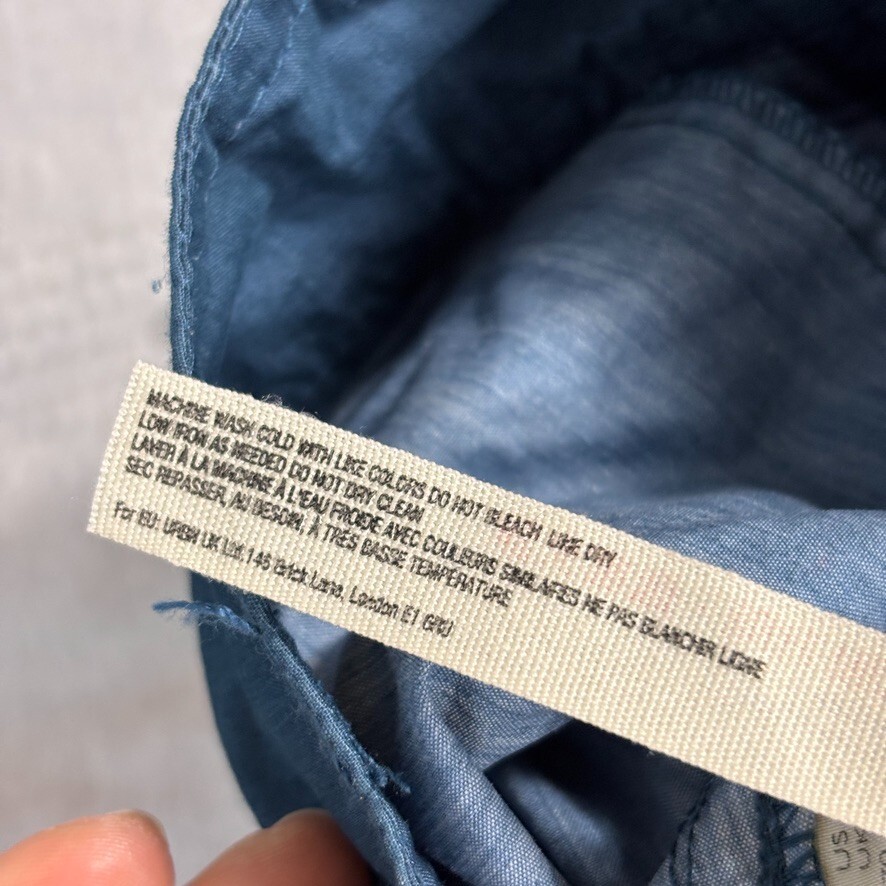 MACHINE WASH COLD WITH LIKE COLORS DO NOT BLEACH LINE DRY
LOW IRON AS NEEDED DO NOT DRY CLEAN
LAVER À LA MACHINE À L'EAU FROIDE AVEC COULEURS SIMILAIRES NE PAS BLANCHIR LIGNE
SEC REPASSER, AU BESOIN, À TRÈS BASSE TEMPERATURE
For EU: URBN UK Ltd, 146 Brick Lane, London E1 6RU
US
UK